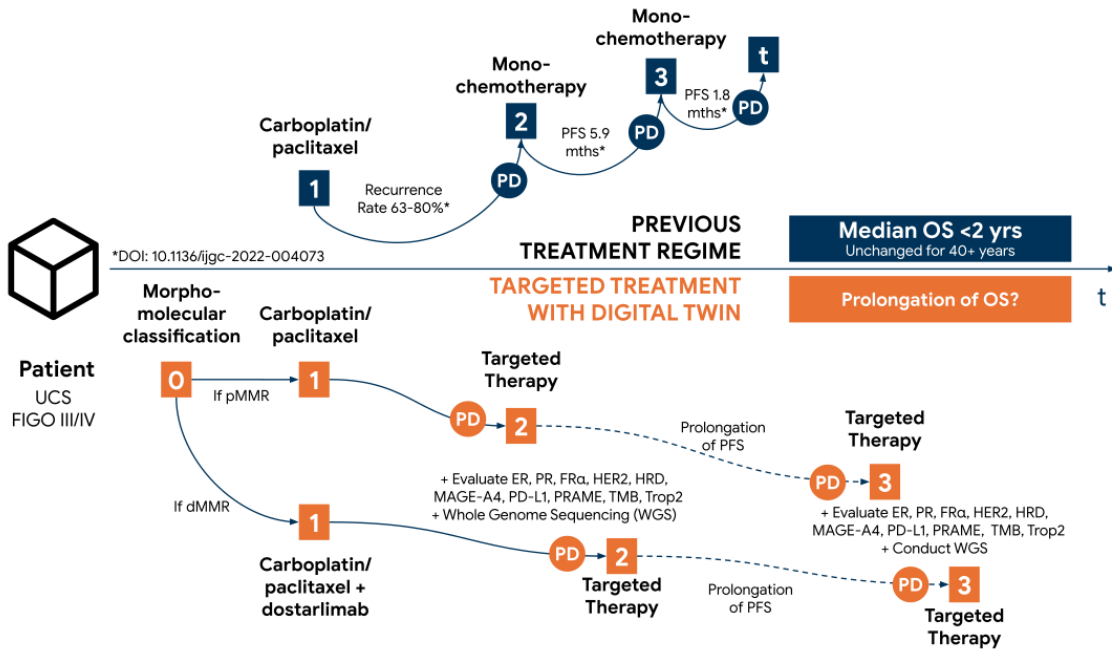 Mono-
chemotherapy
3
t
PFS 1.8
mths*
PD
Mono-
chemotherapy
2
PFS 5.9
mths*
PD
Carboplatin/
paclitaxel
1
Recurrence
Rate 63-80%*
PD
PREVIOUS
TREATMENT REGIME
Median OS <2 yrs
Unchanged for 40+ years
*DOI: 10.1136/ijgc-2022-004073
TARGETED TREATMENT
WITH DIGITAL TWIN
Prolongation of OS?
t
Patient
UCS
FIGO III/IV
Morpho-
molecular
classification
0
If pMMR
Carboplatin/
paclitaxel
1
PD
Targeted
Therapy
2
Prolongation
of PFS
PD
Targeted
Therapy
3
+ Evaluate ER, PR, FRα, HER2, HRD,
MAGE-A4, PD-L1, PRAME, TMB, Trop2
+ Whole Genome Sequencing (WGS)
+ Evaluate ER, PR, FRα, HER2, HRD,
MAGE-A4, PD-L1, PRAME, TMB, Trop2
+ Conduct WGS
If dMMR
1
Carboplatin/
paclitaxel +
dostarlimab
PD
2
Targeted
Therapy
Prolongation
of PFS
PD
3
Targeted
Therapy